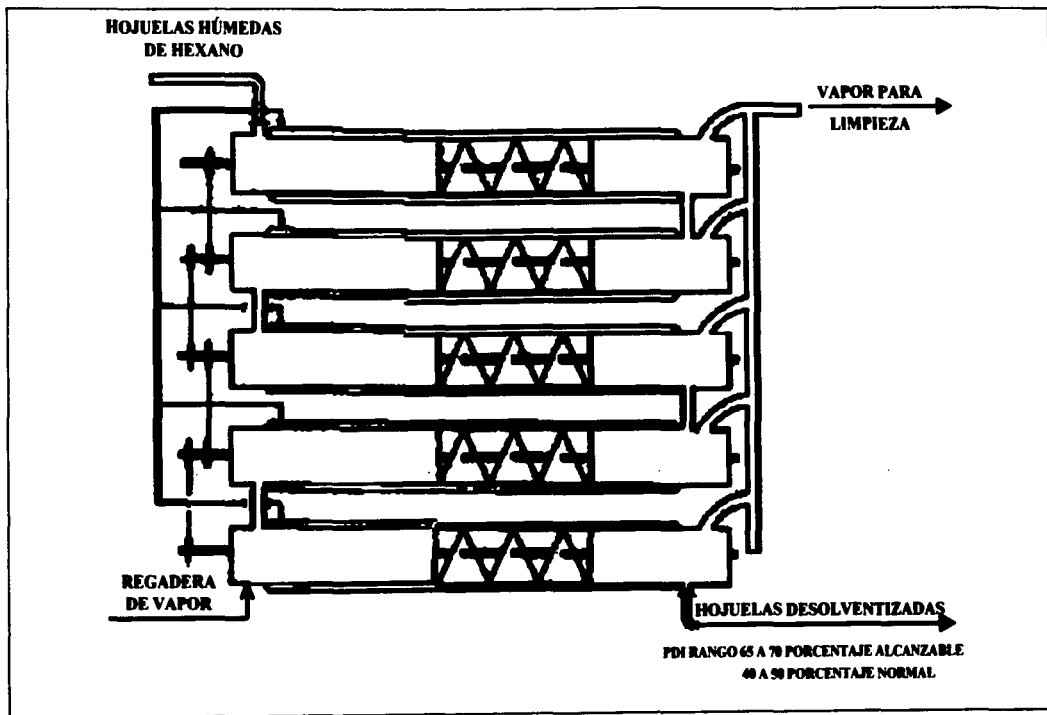 HOJUELAS HÚMEDAS
DE HEXANO
VAPOR PARA
LIMPIEZA
REGADERA
DE VAPOR
HOJUELAS DESOLVENTIZADAS
PDI RANGO 65 A 70 PORCENTAJE ALCANZABLE
40 A 50 PORCENTAJE NORMAL